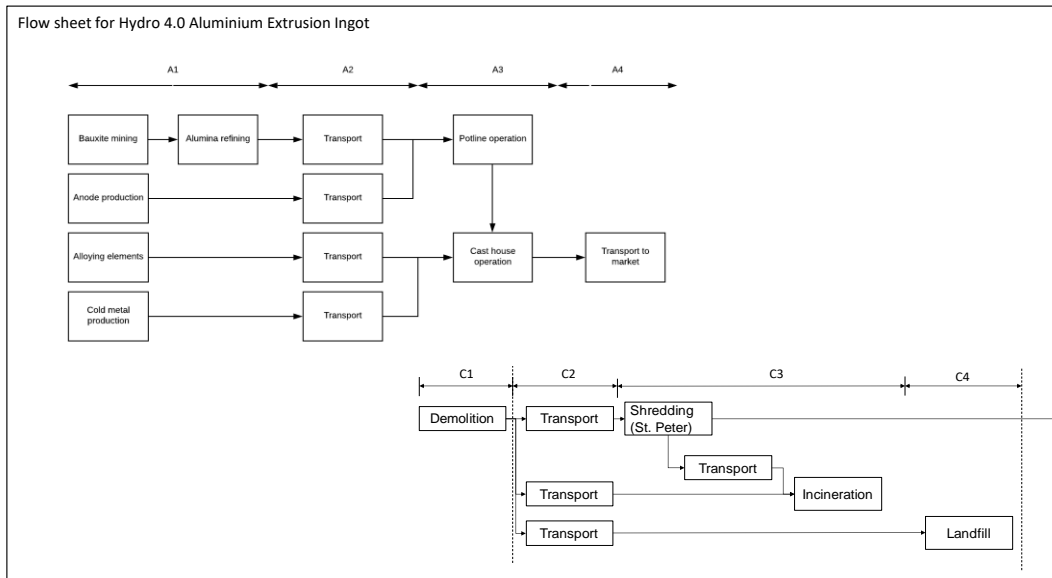 Flow sheet for Hydro 4.0 Aluminium Extrusion Ingot
A1 A2 A3 A4
Bauxite mining Alumina refining Transport Potline operation
Anode production Transport
Alloying elements Transport Cast house
operation Transport to
market
Cold metal
production Transport
C1 C2 C3 C4
Demolition Transport Shredding
(St. Peter)
Transport
Transport Incineration
Transport Landfill